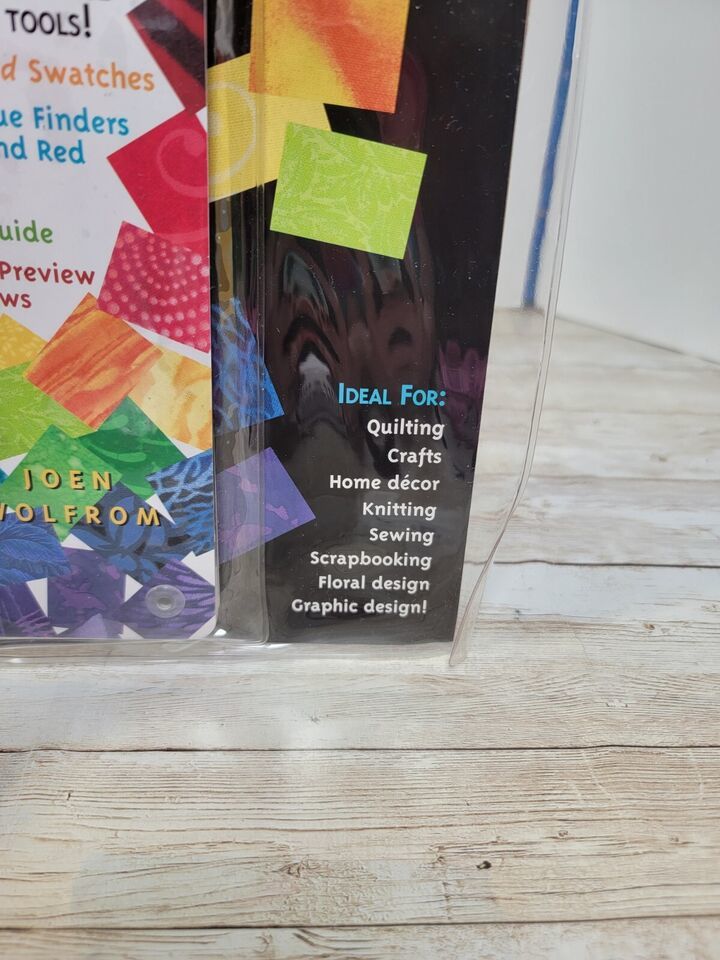 TOOLS!
d Swatches
ue Finders
nd Red
uide
Preview
ws
JOEN
WOLFROM
IDEAL FOR:
Quilting
Crafts
Home décor
Knitting
Sewing
Scrapbooking
Floral design
Graphic design!